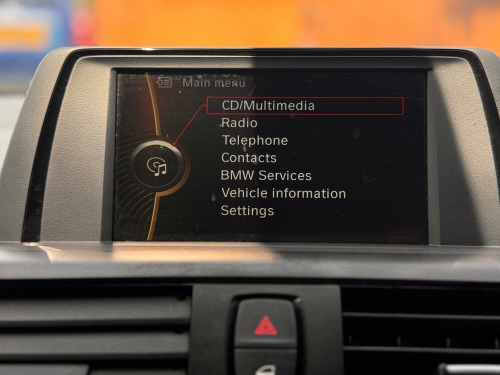 Main menu
CD/Multimedia
Radio
Telephone
Contacts
BMW Services
Vehicle information
Settings